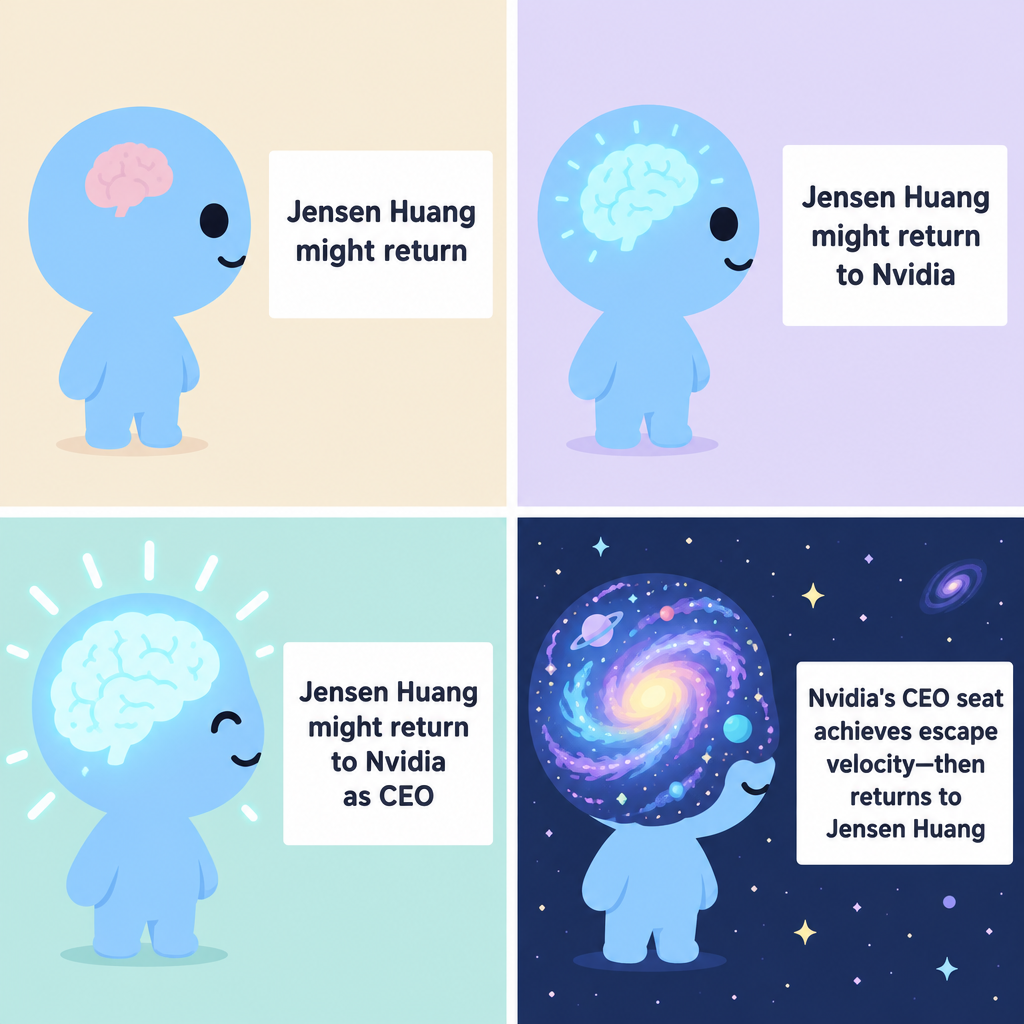 Jensen Huang
might return
Jensen Huang
might return
to Nvidia
Jensen Huang
might return
to Nvidia
as CEO
Nvidia's CEO seat
achieves escape
velocity—then
returns to
Jensen Huang